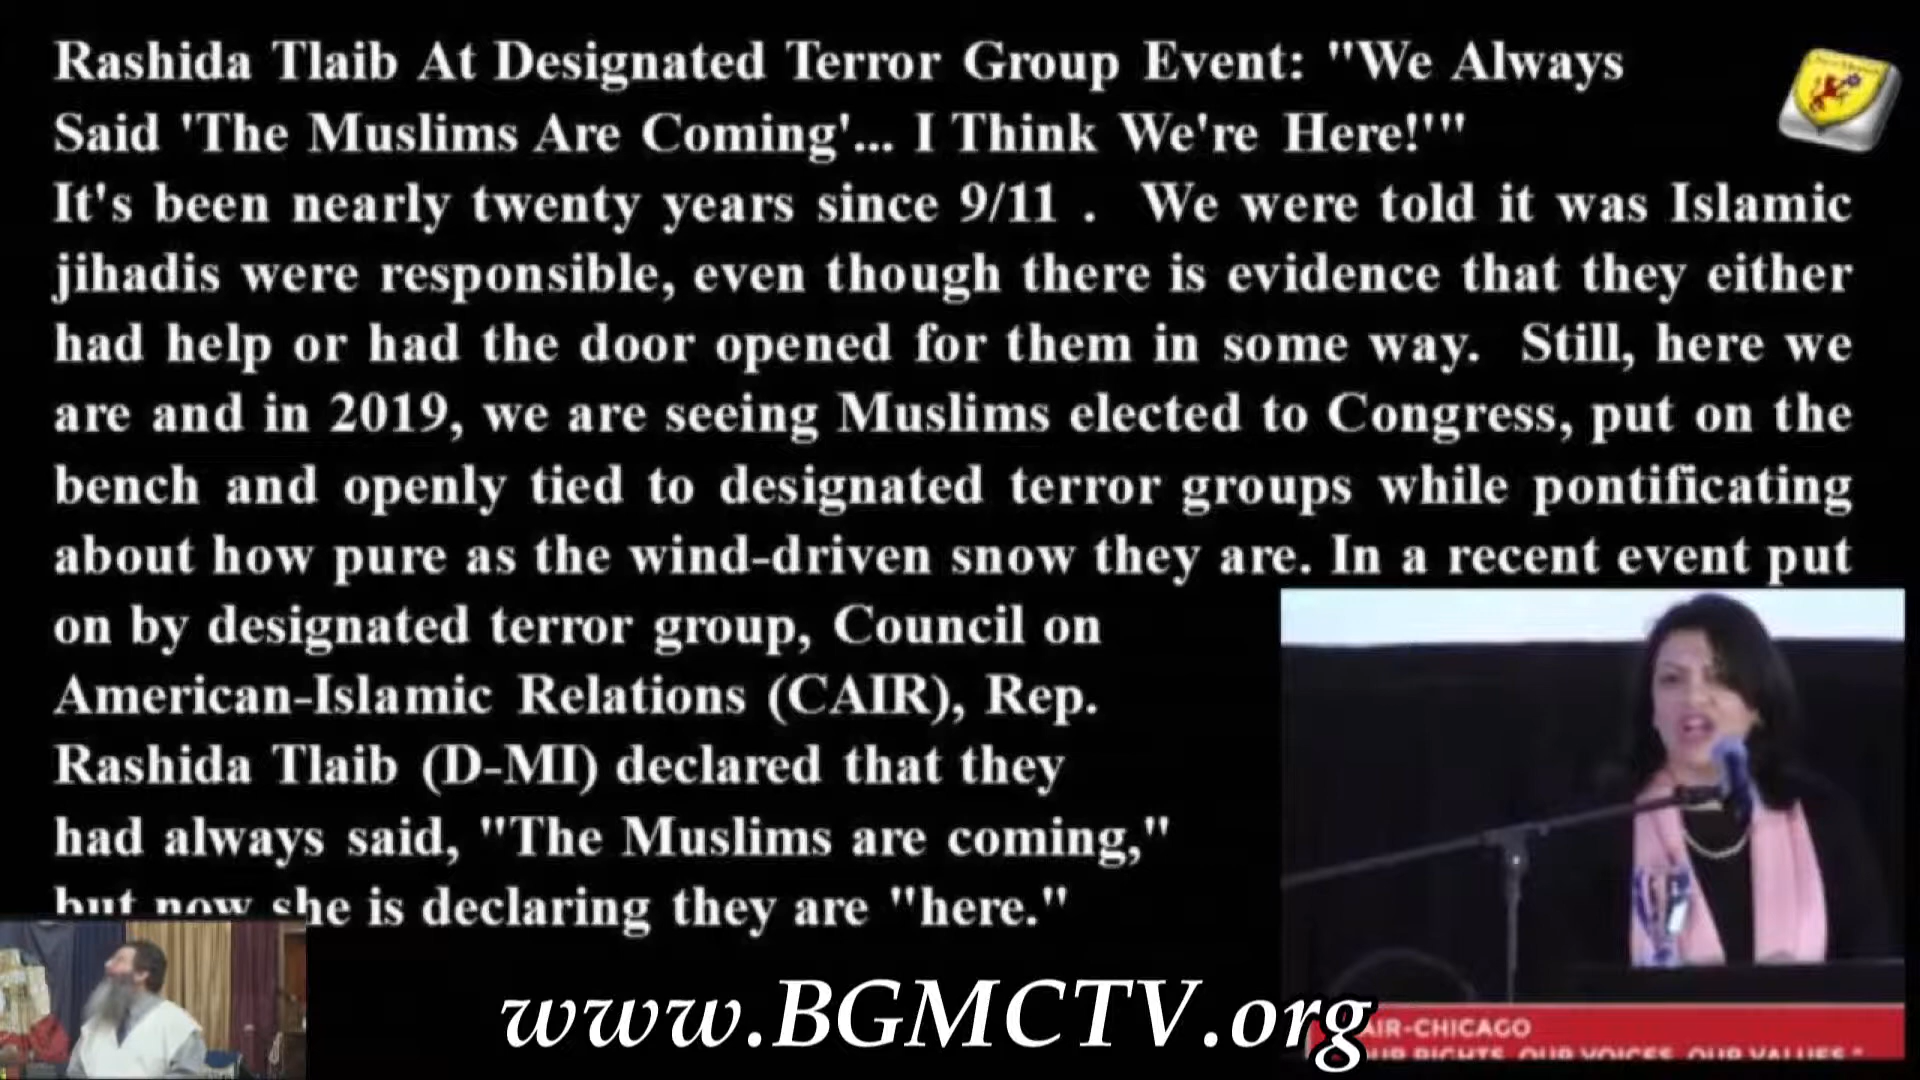 Rashida Tlaib At Designated Terror Group Event: "We Always
Said 'The Muslims Are Coming'... I Think We're Here!'"
It's been nearly twenty years since 9/11 . We were told it was Islamic
jihadis were responsible, even though there is evidence that they either
had help or had the door opened for them in some way. Still, here we
are and in 2019, we are seeing Muslims elected to Congress, put on the
bench and openly tied to designated terror groups while pontificating
about how pure as the wind-driven snow they are. In a recent event put
on by designated terror group, Council on
American-Islamic Relations (CAIR), Rep.
Rashida Tlaib (D-MI) declared that they
had always said, "The Muslims are coming,"
but now she is declaring they are "here."
www.BGMCTV.org
AIR-CHICAGO
OUR RIGHTS, OUR VOICES, OUR VALUES."